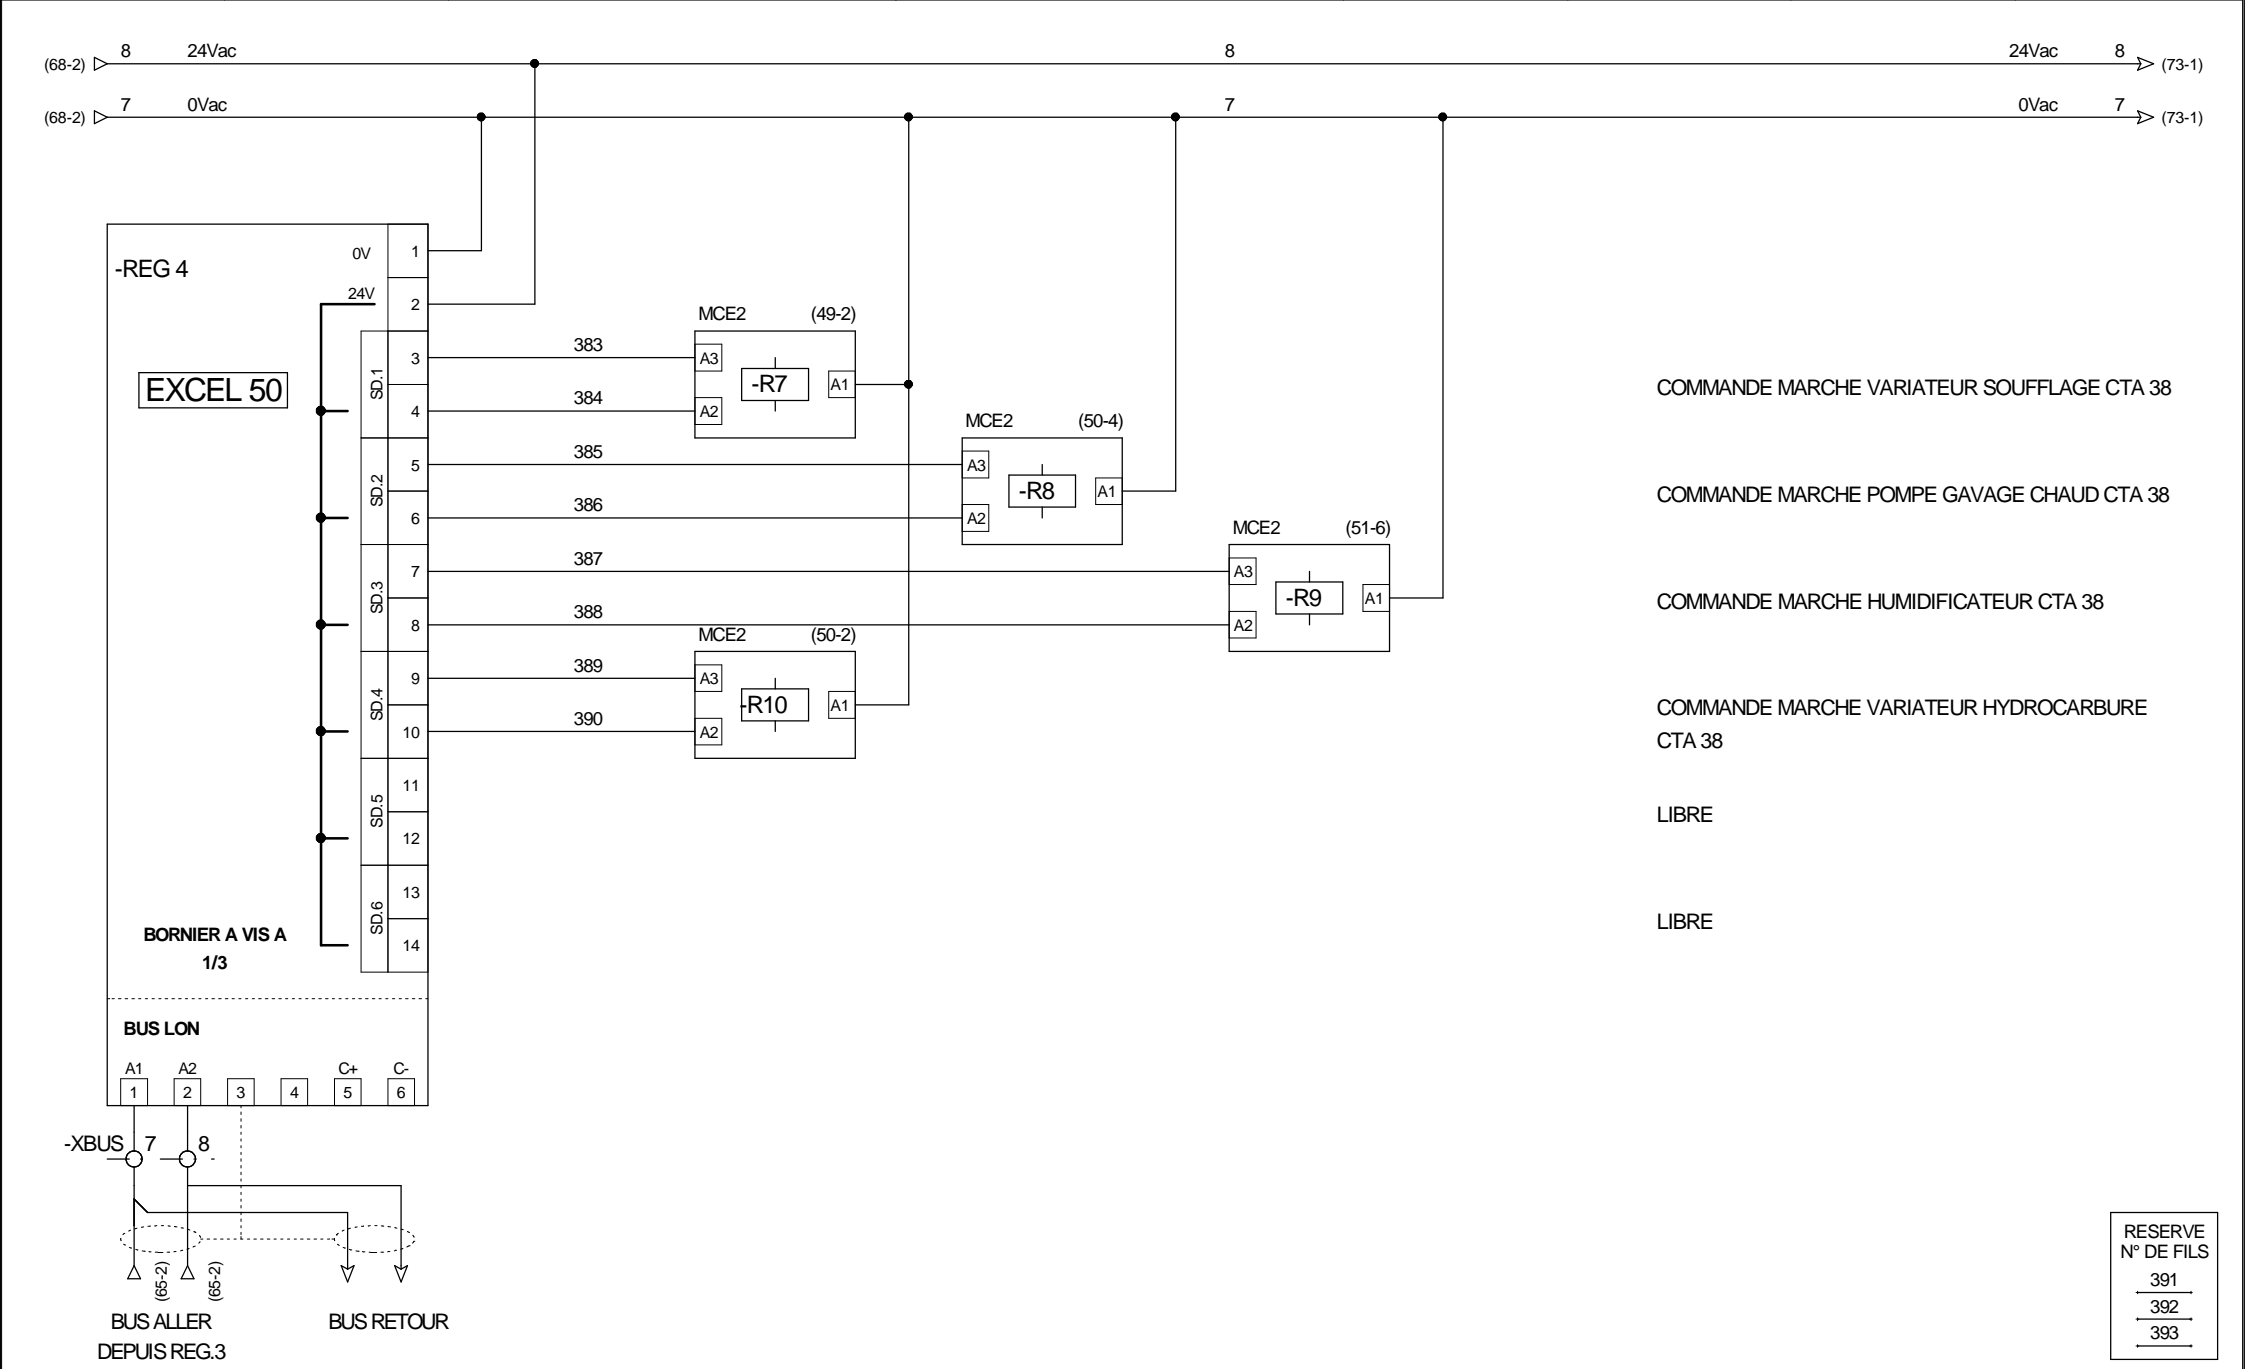 8 24Vac 8 24Vac 8
(68-2) (73-1)
7 0Vac 7 0Vac 7
(68-2) (73-1)
-REG 4
0V 1
24V 2
EXCEL 50
SD.1
3 383
4 384
MCE2 (49-2)
A3 -R7 A1
A2
COMMANDE MARCHE VARIATEUR SOUFFLAGE CTA 38
SD.2
5 385
6 386
MCE2 (50-4)
A3 -R8 A1
A2
COMMANDE MARCHE POMPE GAVAGE CHAUD CTA 38
SD.3
7 387
8 388
MCE2 (51-6)
A3 -R9 A1
A2
COMMANDE MARCHE HUMIDIFICATEUR CTA 38
SD.4
9 389
10 390
MCE2 (50-2)
A3 -R10 A1
A2
COMMANDE MARCHE VARIATEUR HYDROCARBURE
CTA 38
SD.5
11
12
LIBRE
SD.6
13
14
LIBRE
BORNIER A VIS A
1/3
BUS LON
A1 A2 C+ C-
1 2 3 4 5 6
-XBUS 7 8
(65-2) (65-2)
BUS ALLER
DEPUIS REG.3
BUS RETOUR
RESERVE
N° DE FILS
391
392
393